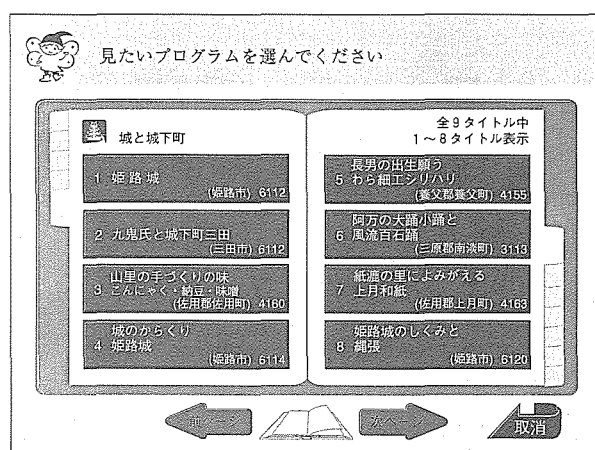 見たいプログラムを選んでください
城と城下町
1 姫路城
(姫路市) 6112
2 九鬼氏と城下町三田
(三田市) 6112
山里の手づくりの味
3 こんにゃく・納豆・味噌
(佐用郡佐用町) 4160
城のからくり
4 姫路城
(姫路市) 6114
全9タイトル中
1~8タイトル表示
長男の出生願う
5 わら細工シリハリ
(養父郡養父町) 4155
阿万の大踊小踊と
6 風流百石踊
(三原郡南淡町) 3113
紙漉の里によみがえる
7 上月和紙
(佐用郡上月町) 4163
姫路城のしくみと
8 縄張
(姫路市) 6120
前ページ
次ページ
取消